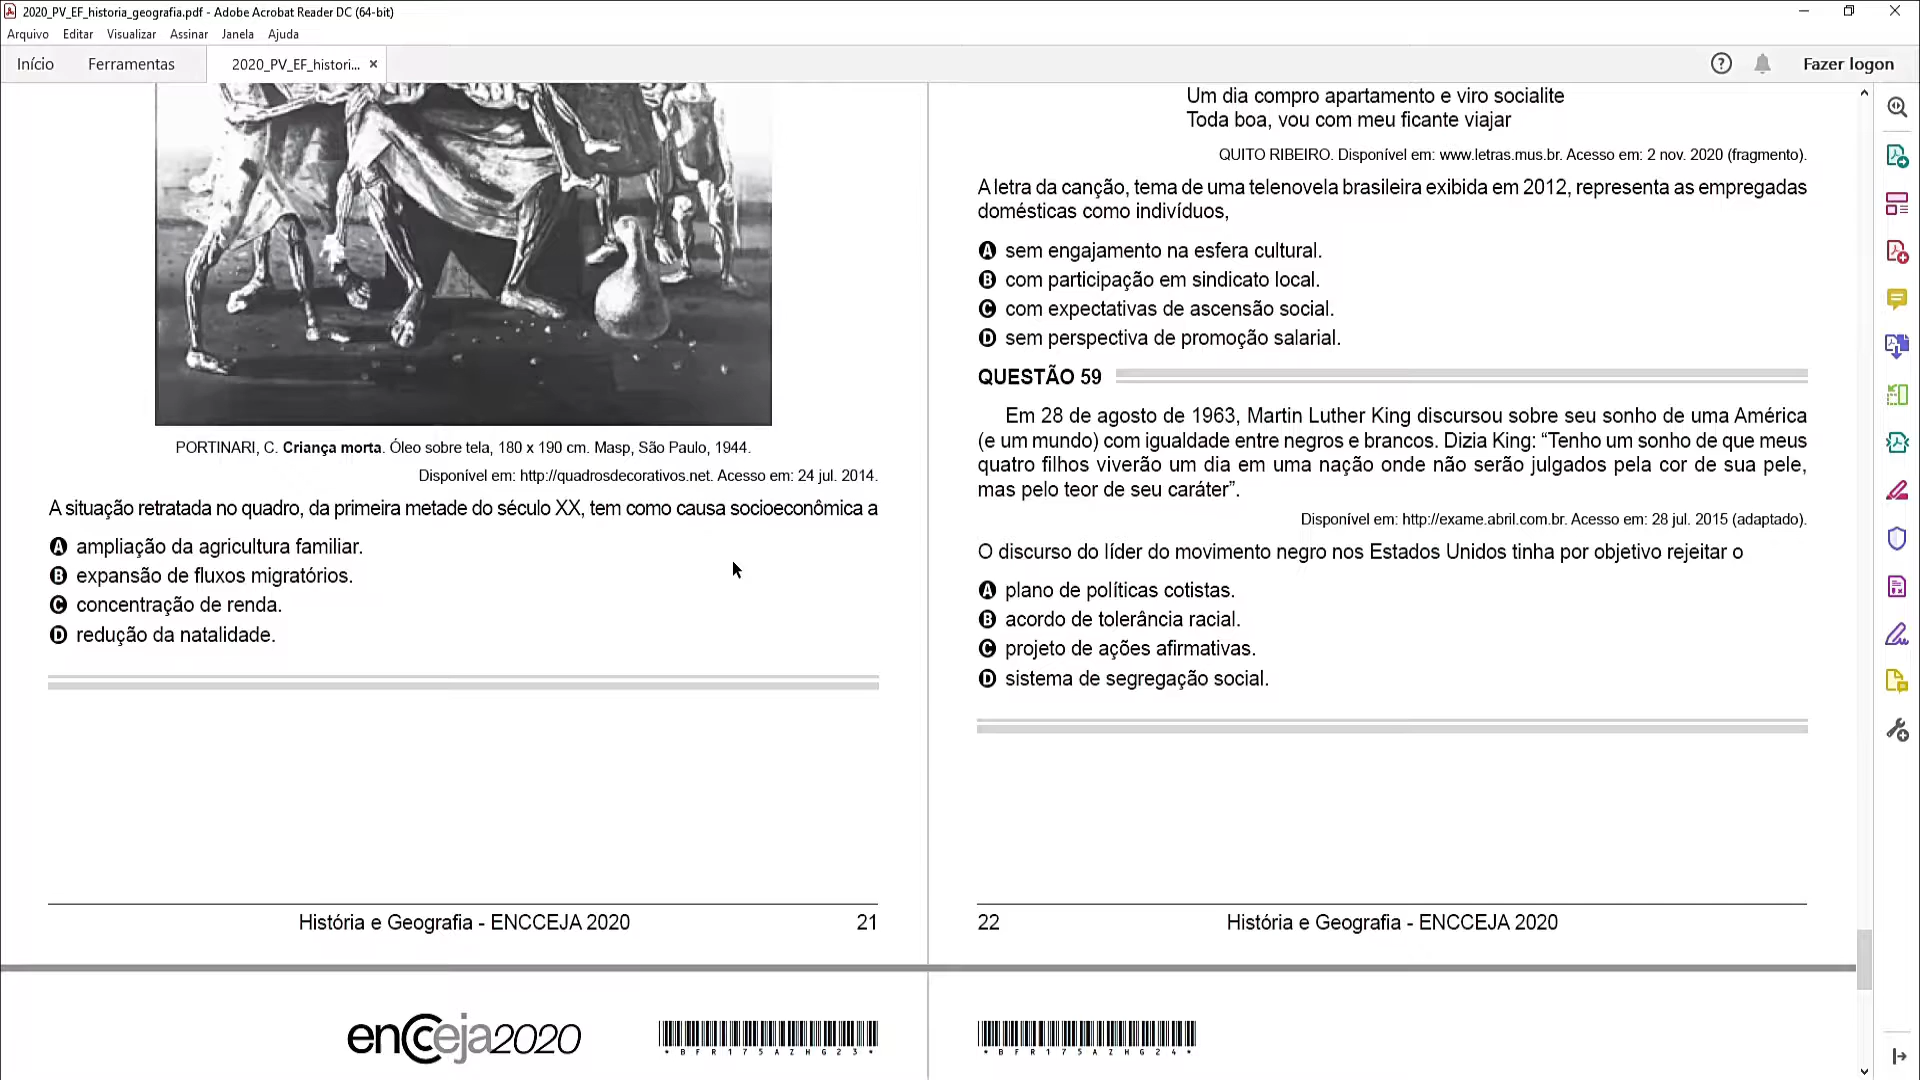 2020_PV_EF_historia_geografia.pdf - Adobe Acrobat Reader DC (64-bit)
Arquivo Editar Visualizar Assinar Janela Ajuda
Início Ferramentas 2020_PV_EF_histori... × Fazer logon
PORTINARI, C. Criança morta. Óleo sobre tela, 180 x 190 cm. Masp, São Paulo, 1944.
Disponível em: http://quadrosdecorativos.net. Acesso em: 24 jul. 2014.
A situação retratada no quadro, da primeira metade do século XX, tem como causa socioeconômica a
A ampliação da agricultura familiar.
B expansão de fluxos migratórios.
C concentração de renda.
D redução da natalidade.
História e Geografia - ENCCEJA 2020 21
Um dia compro apartamento e viro socialite
Toda boa, vou com meu ficante viajar
QUITO RIBEIRO. Disponível em: www.letras.mus.br. Acesso em: 2 nov. 2020 (fragmento).
A letra da canção, tema de uma telenovela brasileira exibida em 2012, representa as empregadas
domésticas como indivíduos,
A sem engajamento na esfera cultural.
B com participação em sindicato local.
C com expectativas de ascensão social.
D sem perspectiva de promoção salarial.
QUESTÃO 59
Em 28 de agosto de 1963, Martin Luther King discursou sobre seu sonho de uma América
(e um mundo) com igualdade entre negros e brancos. Dizia King: “Tenho um sonho de que meus
quatro filhos viverão um dia em uma nação onde não serão julgados pela cor de sua pele,
mas pelo teor de seu caráter”.
Disponível em: http://exame.abril.com.br. Acesso em: 28 jul. 2015 (adaptado).
O discurso do líder do movimento negro nos Estados Unidos tinha por objetivo rejeitar o
A plano de políticas cotistas.
B acordo de tolerância racial.
C projeto de ações afirmativas.
D sistema de segregação social.
22 História e Geografia - ENCCEJA 2020
encceja2020
*BFR175AZHG23*
*BFR175AZHG24*